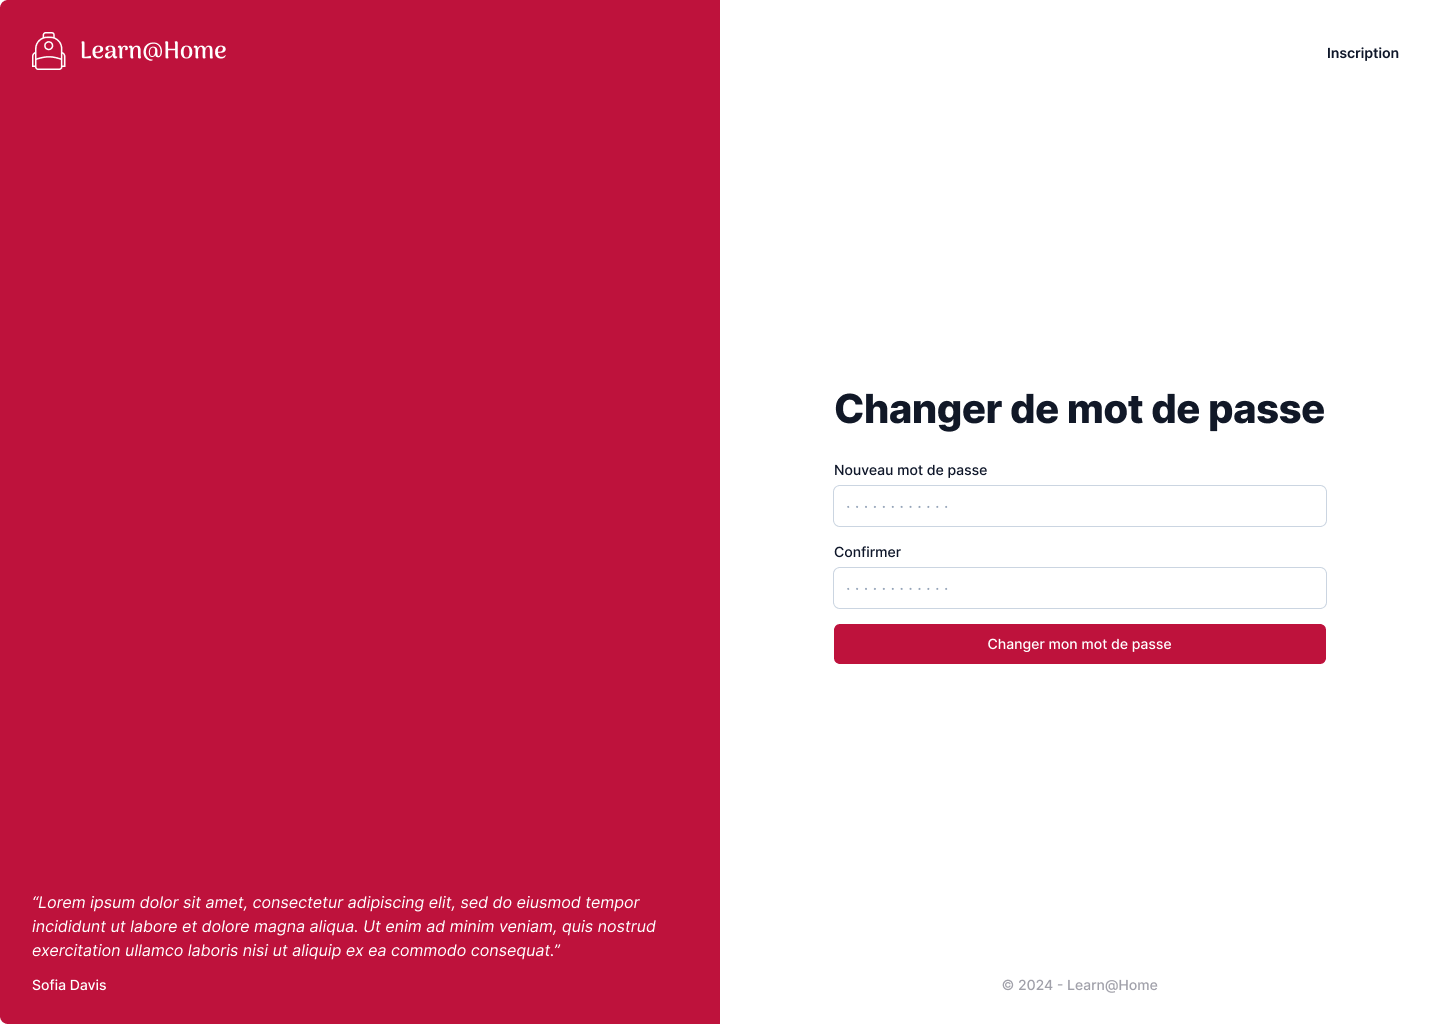 Learn@Home
Inscription
Changer de mot de passe
Nouveau mot de passe
............
Confirmer
............
Changer mon mot de passe
“Lorem ipsum dolor sit amet, consectetur adipiscing elit, sed do eiusmod tempor
incididunt ut labore et dolore magna aliqua. Ut enim ad minim veniam, quis nostrud
exercitation ullamco laboris nisi ut aliquip ex ea commodo consequat.”
Sofia Davis
© 2024 - Learn@Home